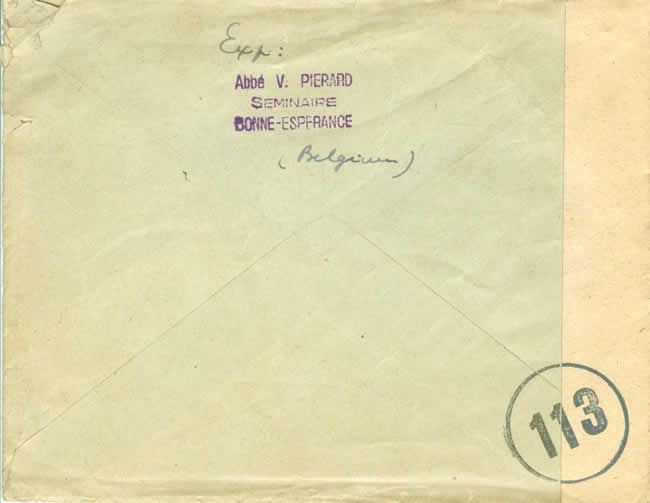 Exp:
Abbé V. PIERARD
SEMINAIRE
BONNE-ESPERANCE
(Belgium)
113